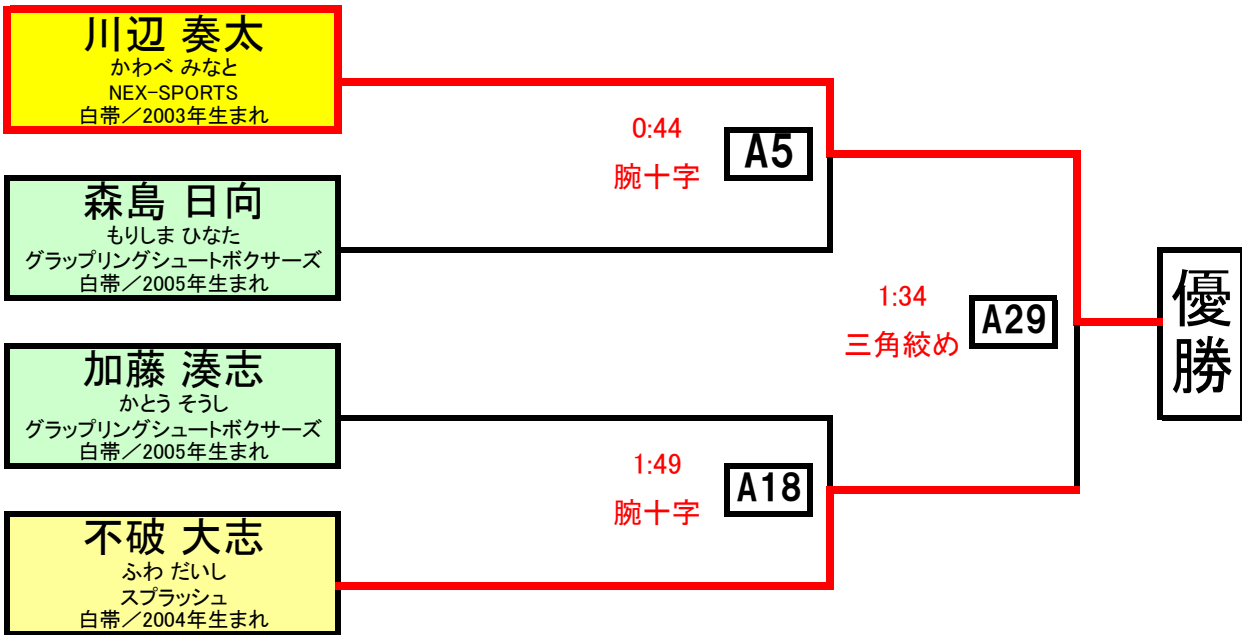 川辺 奏太
かわべ みなと
NEX-SPORTS
白帯／2003年生まれ
0:44
腕十字
A5
森島 日向
もりしま ひなた
グラップリングシュートボクサーズ
白帯／2005年生まれ
1:34
三角絞め
A29
優勝
加藤 湊志
かとう そうし
グラップリングシュートボクサーズ
白帯／2005年生まれ
1:49
腕十字
A18
不破 大志
ふわ だいし
スプラッシュ
白帯／2004年生まれ